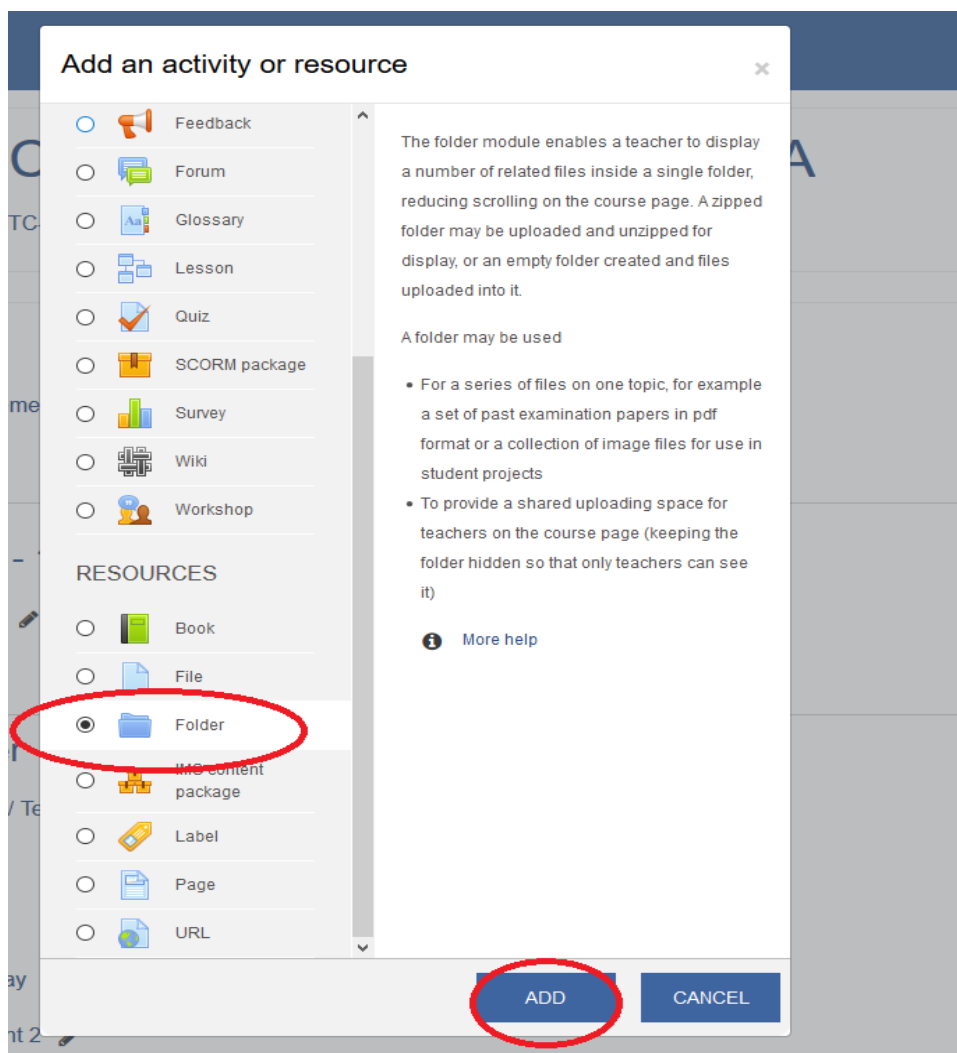 Add an activity or resource
×
Feedback
Forum
Glossary
Lesson
Quiz
SCORM package
Survey
Wiki
Workshop
RESOURCES
Book
File
Folder
IMS content
package
Label
Page
URL
The folder module enables a teacher to display
a number of related files inside a single folder,
reducing scrolling on the course page. A zipped
folder may be uploaded and unzipped for
display, or an empty folder created and files
uploaded into it.
A folder may be used
• For a series of files on one topic, for example
a set of past examination papers in pdf
format or a collection of image files for use in
student projects
• To provide a shared uploading space for
teachers on the course page (keeping the
folder hidden so that only teachers can see
it)
More help
ADD
CANCEL